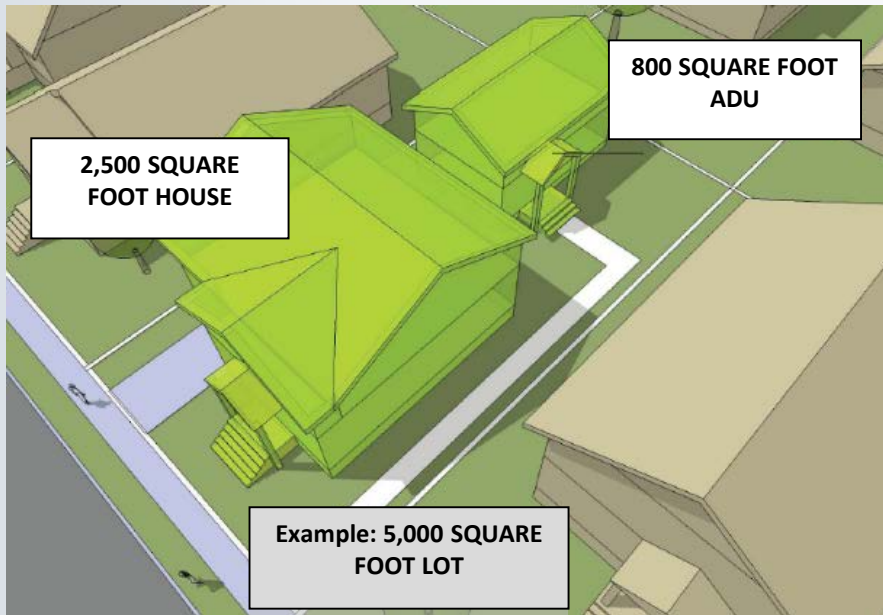 800 SQUARE FOOT
ADU
2,500 SQUARE
FOOT HOUSE
Example: 5,000 SQUARE
FOOT LOT